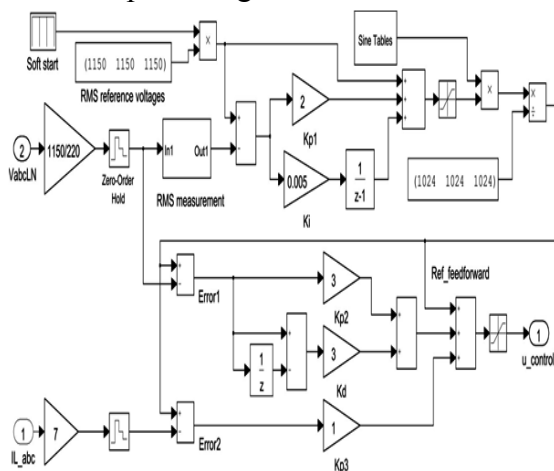 Soft start
(1150 1150 1150)
RMS reference voltages
×
Sine Tables
+
+
+
×
×
÷
2
VabcLN
1150/220
Zero-Order
Hold
In1
Out1
RMS measurement
+
-
2
Kp1
0.005
Ki
1
z-1
(1024 1024 1024)
+
-
Error1
3
Kp2
Ref_feedforward
1
z
+
-
3
Kd
+
+
+
+
+
1
u_control
1
IL_abc
7
+
-
Error2
1
Kp3